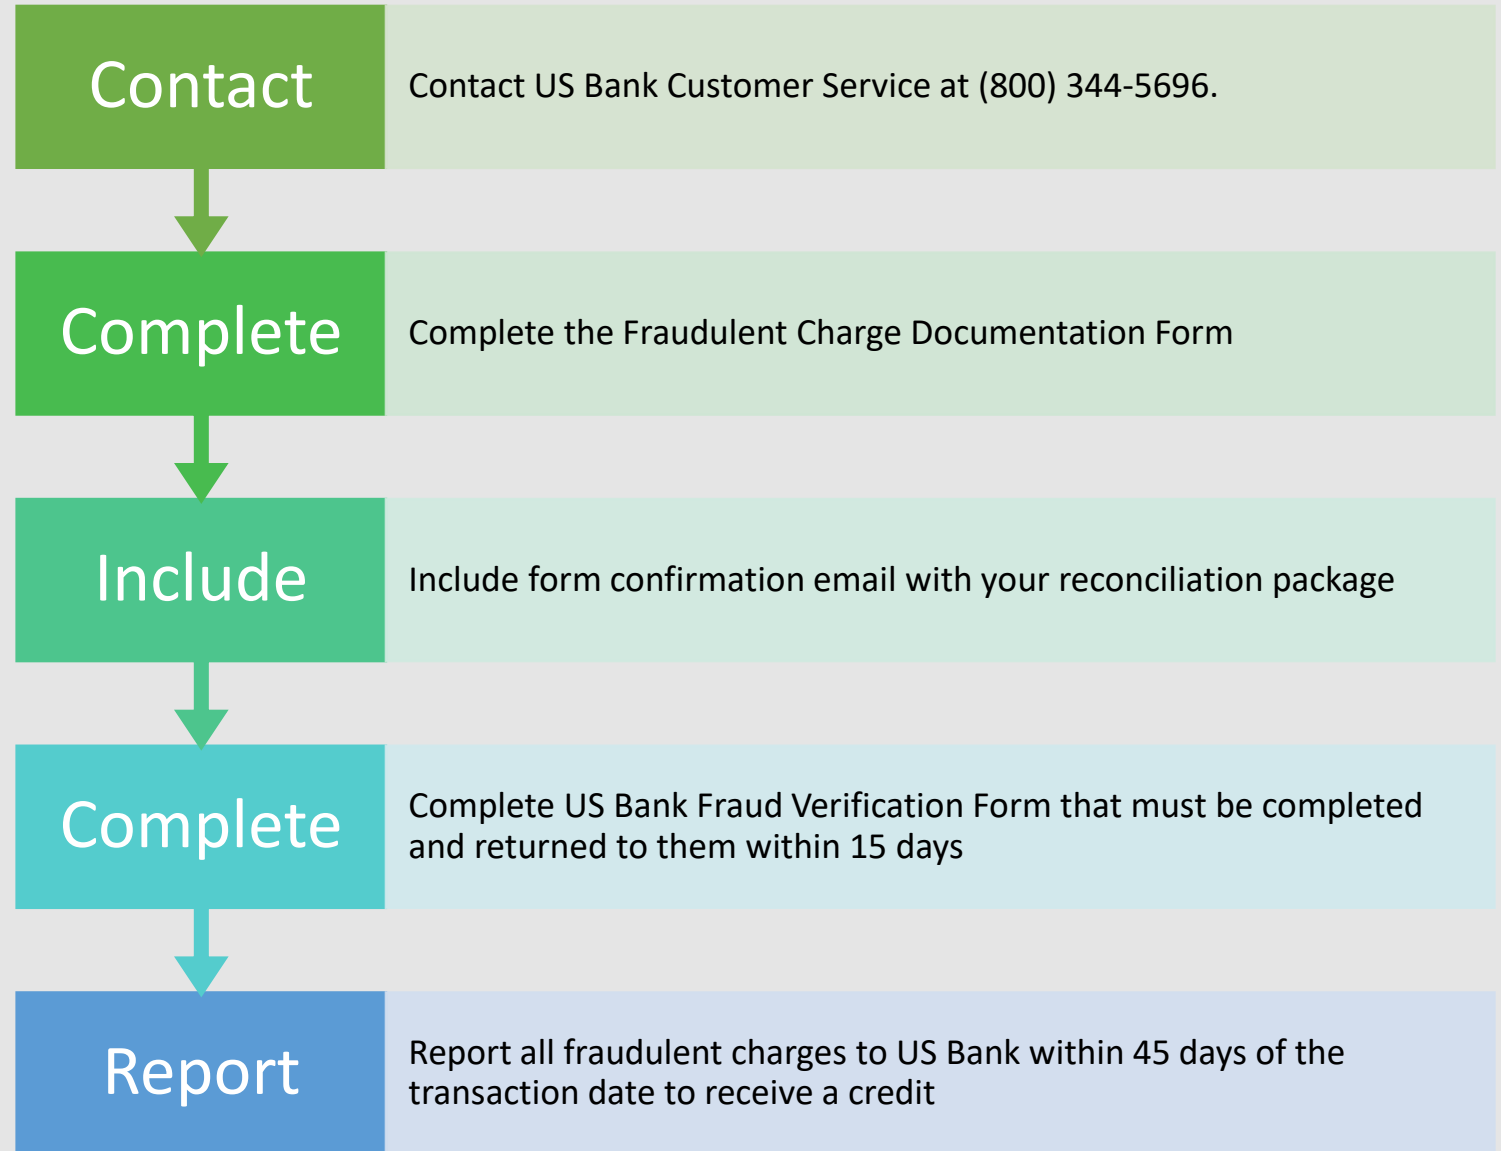 Contact
Contact US Bank Customer Service at (800) 344-5696.
Complete
Complete the Fraudulent Charge Documentation Form
Include
Include form confirmation email with your reconciliation package
Complete
Complete US Bank Fraud Verification Form that must be completed
and returned to them within 15 days
Report
Report all fraudulent charges to US Bank within 45 days of the
transaction date to receive a credit